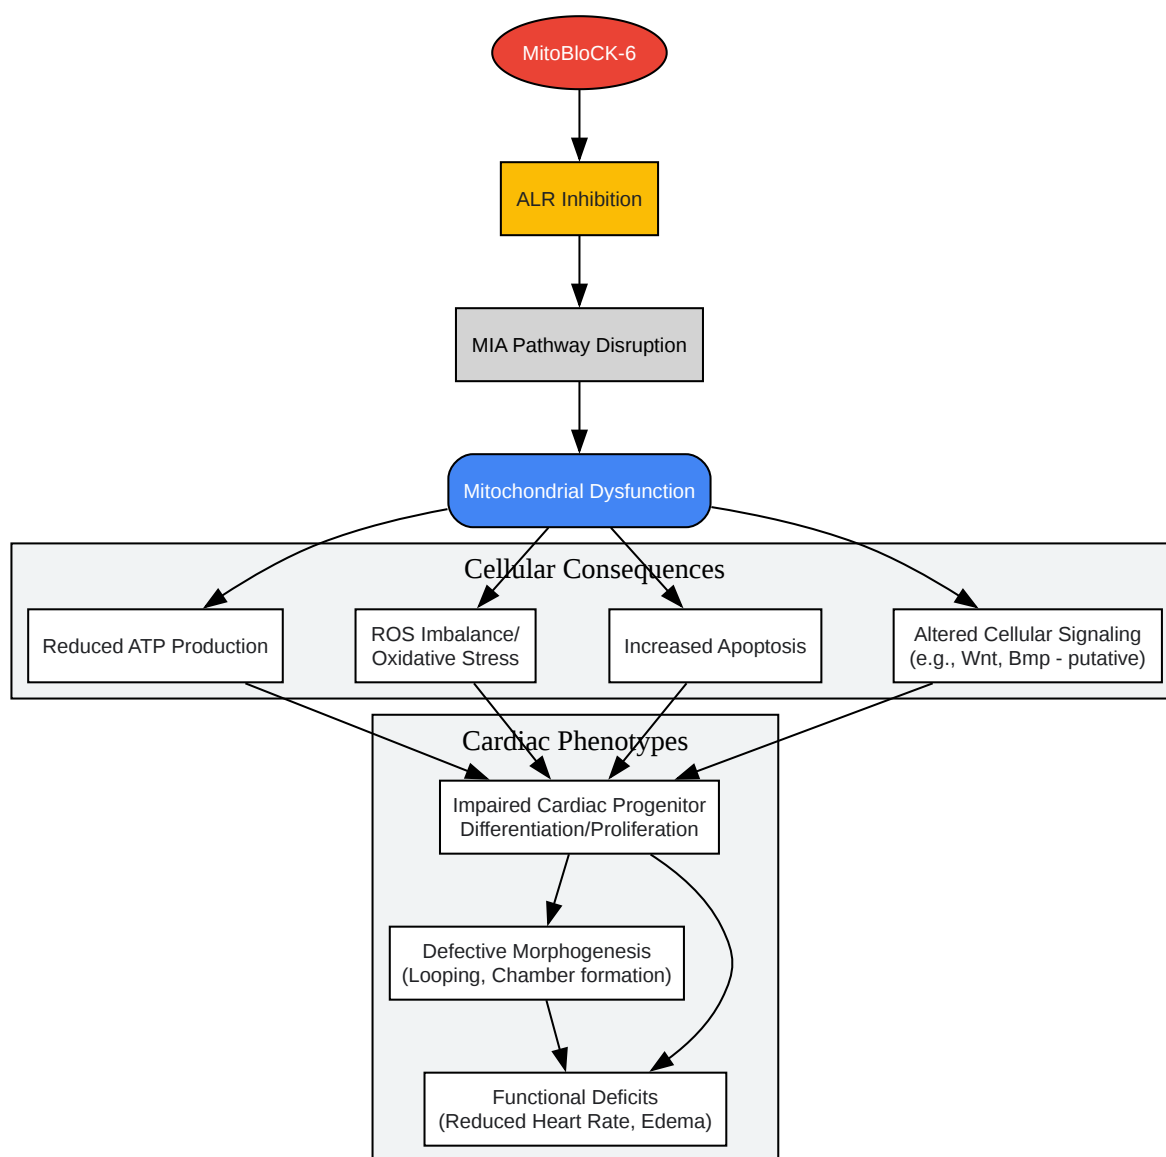 MitoBloCK-6
ALR Inhibition
MIA Pathway Disruption
Mitochondrial Dysfunction
Cellular Consequences
Reduced ATP Production
ROS Imbalance/
Oxidative Stress
Increased Apoptosis
Altered Cellular Signaling
(e.g., Wnt, Bmp - putative)
Cardiac Phenotypes
Impaired Cardiac Progenitor
Differentiation/Proliferation
Defective Morphogenesis
(Looping, Chamber formation)
Functional Deficits
(Reduced Heart Rate, Edema)